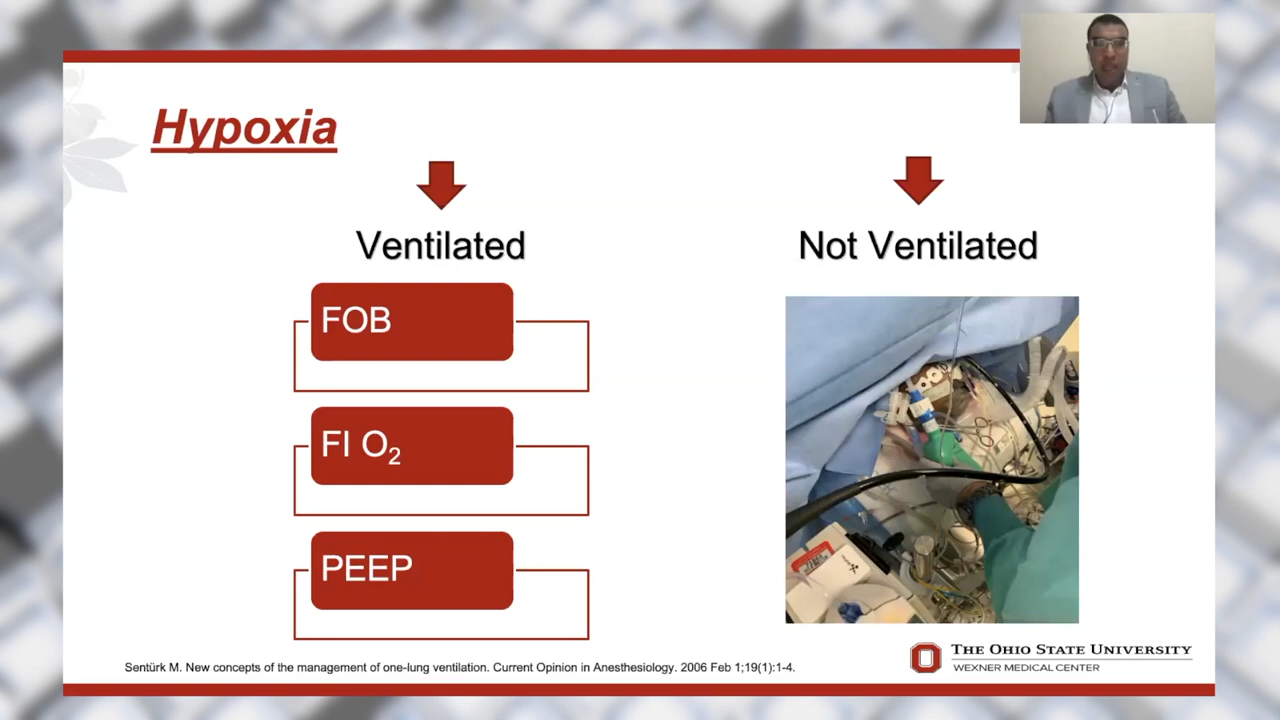 Hypoxia
Ventilated
Not Ventilated
FOB
FI O₂
PEEP
Sentürk M. New concepts of the management of one-lung ventilation. Current Opinion in Anesthesiology. 2006 Feb 1;19(1):1-4.
THE OHIO STATE UNIVERSITY
WEXNER MEDICAL CENTER